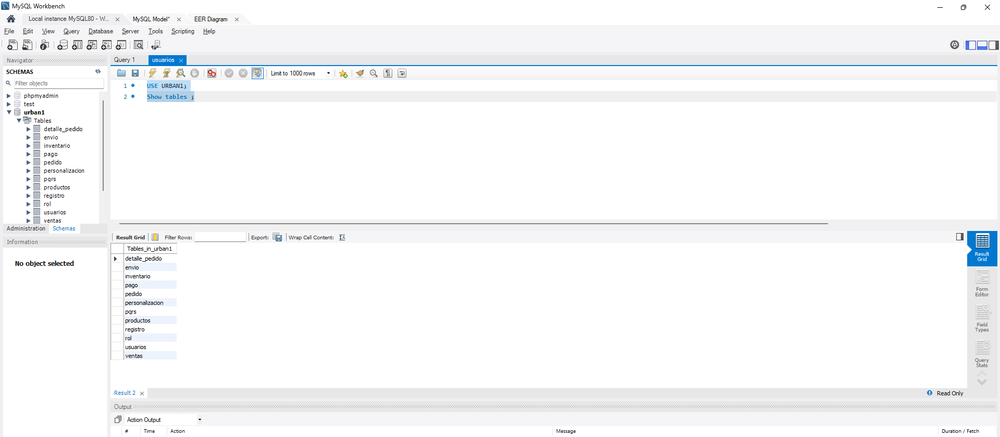 MySQL Workbench
Local instance MySQL80 - W... MySQL Model* EER Diagram
File Edit View Query Database Server Tools Scripting Help
Navigator
SCHEMAS
Filter objects
phpmyadmin
test
urban1
Tables
detalle_pedido
envio
inventario
pago
pedido
personalizacion
pqrs
productos
registro
rol
usuarios
ventas
Administration Schemas
Information
No object selected
Query 1 usuarios
Limit to 1000 rows
1 USE URBAN1;
2 Show tables ;
Result Grid Filter Rows: Export: Wrap Cell Content:
Tables_in_urban1
detalle_pedido
envio
inventario
pago
pedido
personalizacion
pqrs
productos
registro
rol
usuarios
ventas
Result
Grid
Form
Editor
Field
Types
Query
Stats
Result 2 Read Only
Output
Action Output
# Time Action Message Duration / Fetch